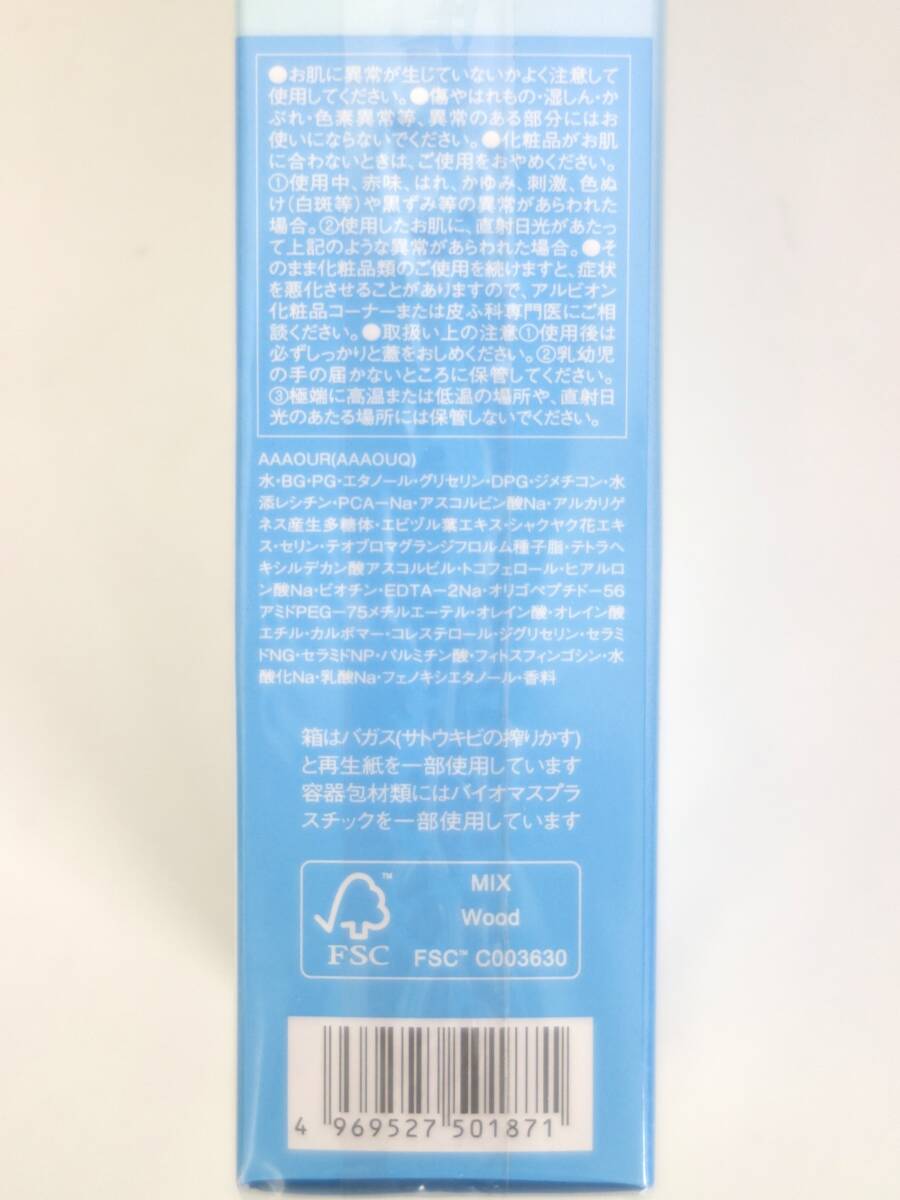 ●お肌に異常が生じていないかよく注意して
使用してください。●傷やはれもの・湿しん・か
ぶれ・色素異常等、異常のある部分にはお
使いにならないでください。●化粧品がお肌
に合わないときは、ご使用をおやめください。
①使用中、赤味、はれ、かゆみ、刺激、色ぬ
け(白斑等)や黒ずみ等の異常があらわれた
場合。②使用したお肌に、直射日光があたっ
て上記のような異常があらわれた場合。●そ
のまま化粧品類のご使用を続けますと、症状
を悪化させることがありますので、アルビオン
化粧品コーナーまたは皮ふ科専門医にご相
談ください。●取扱い上の注意①使用後は
必ずしっかりと蓋をおしめください。②乳幼児
の手の届かないところに保管してください。
③極端に高温または低温の場所や、直射日
光のあたる場所には保管しないでください。
AAAOUR(AAAOUQ)
水・BG・PG・エタノール・グリセリン・DPG・ジメチコン・水
添レシチン・PCA-Na・アスコルビン酸Na・アルカリゲ
ネス産生多糖体・エビヅル葉エキス・シャクヤク花エキ
ス・セリン・テオブロマグランジフロルム種子脂・テトラヘ
キシルデカン酸アスコルビル・トコフェロール・ヒアルロ
ン酸Na・ビオチン・EDTA-2Na・オリゴペプチド-56
アミドPEG-75メチルエーテル・オレイン酸・オレイン酸
エチル・カルボマー・コレステロール・ジグリセリン・セラミ
ドNG・セラミドNP・パルミチン酸・フィトスフィンゴシン・水
酸化Na・乳酸Na・フェノキシエタノール・香料
箱はバガス(サトウキビの搾りかす)
と再生紙を一部使用しています
容器包材類にはバイオマスプラ
スチックを一部使用しています
FSC
MIX
Wood
FSC™ C003630
4 969527 501871